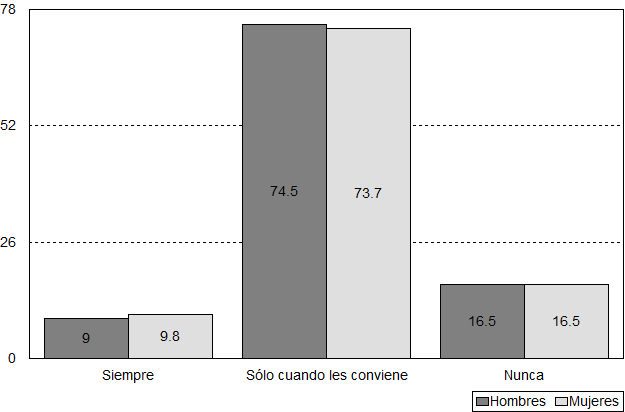 78
52
26
0
74.5
73.7
9
9.8
16.5
16.5
Siempre
Sólo cuando les conviene
Nunca
Hombres
Mujeres